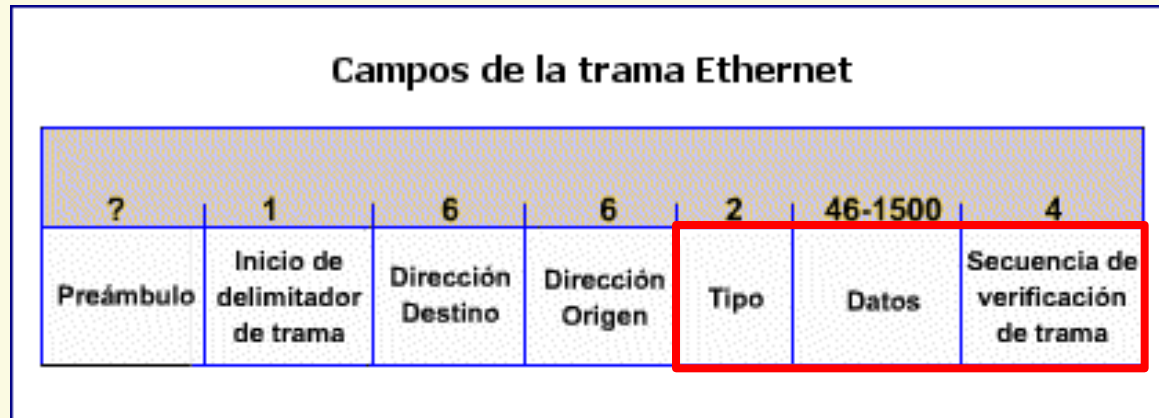 Campos de la trama Ethernet
? 1 6 6 2 46-1500 4
Preámbulo
Inicio de
delimitador
de trama
Dirección
Destino
Dirección
Origen
Tipo
Datos
Secuencia de
verificación
de trama